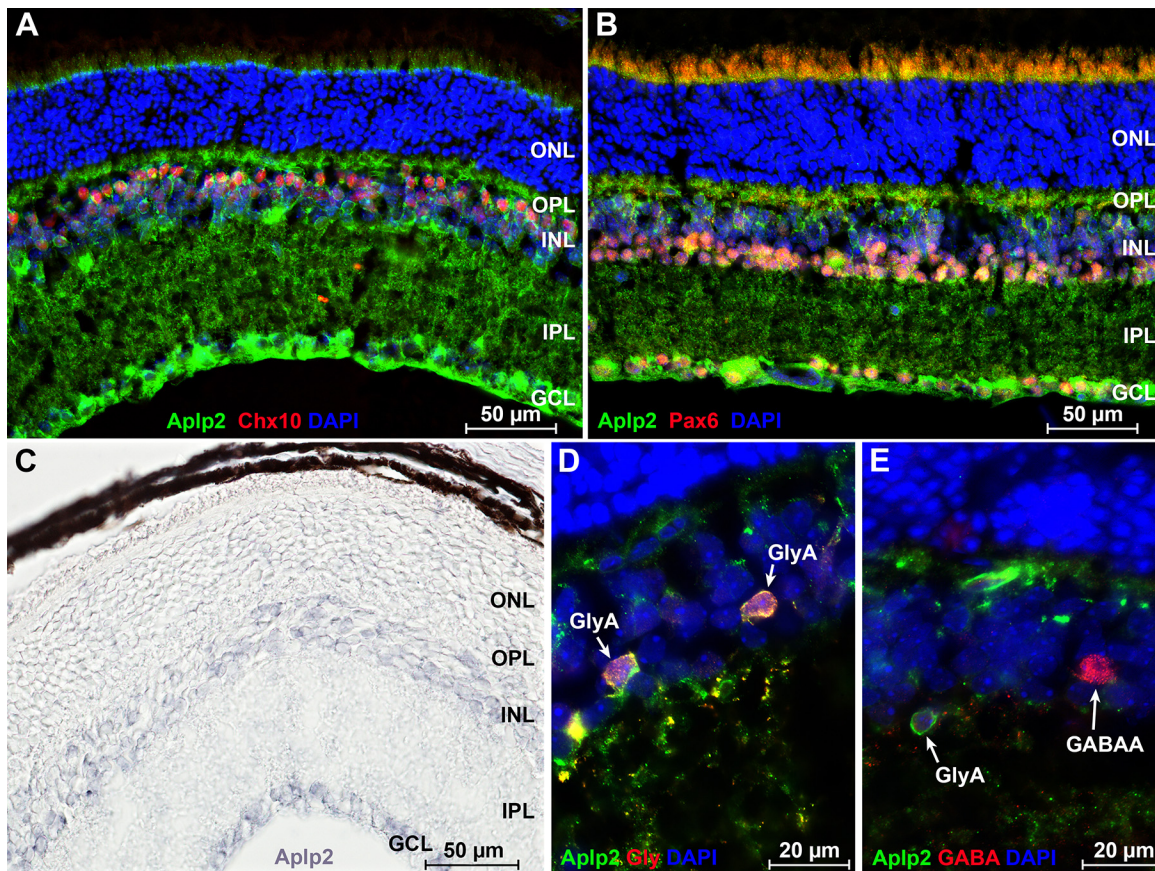 A
ONL
OPL
INL
IPL
GCL
Aplp2 Chx10 DAPI
50 µm
B
ONL
OPL
INL
IPL
GCL
Aplp2 Pax6 DAPI
50 µm
C
ONL
OPL
INL
IPL
GCL
Aplp2
50 µm
D
GlyA
GlyA
Aplp2 Gly DAPI
20 µm
E
GABAA
GlyA
Aplp2 GABA DAPI
20 µm